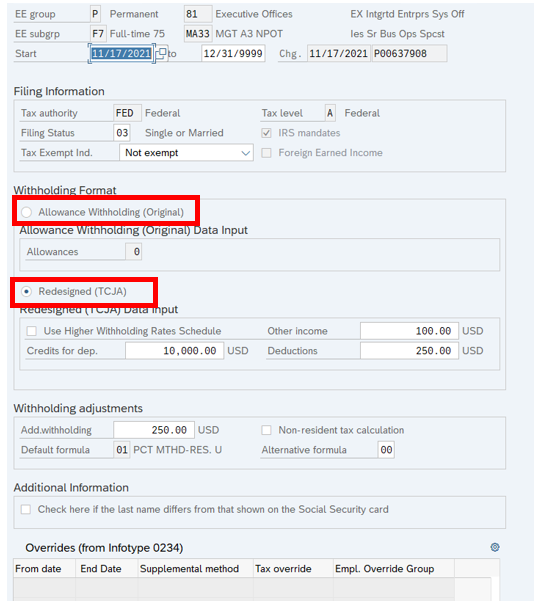 EE group P Permanent 81 Executive Offices EX Intgrtd Entrprs Sys Off
EE subgrp F7 Full-time 75 MA33 MGT A3 NPOT Ies Sr Bus Ops Spcst
Start 11/17/2021 to 12/31/9999 Chg. 11/17/2021 P00637908
Filing Information
Tax authority FED Federal Tax level A Federal
Filing Status 03 Single or Married IRS mandates
Tax Exempt Ind. Not exempt Foreign Earned Income
Withholding Format
Allowance Withholding (Original)
Allowance Withholding (Original) Data Input
Allowances 0
Redesigned (TCJA)
Redesigned (TCJA) Data Input
Use Higher Withholding Rates Schedule Other income 100.00 USD
Credits for dep. 10,000.00 USD Deductions 250.00 USD
Withholding adjustments
Add.withholding 250.00 USD Non-resident tax calculation
Default formula 01 PCT MTHD-RES. U Alternative formula 00
Additional Information
Check here if the last name differs from that shown on the Social Security card
Overrides (from Infotype 0234)
From date End Date Supplemental method Tax override Empl. Override Group